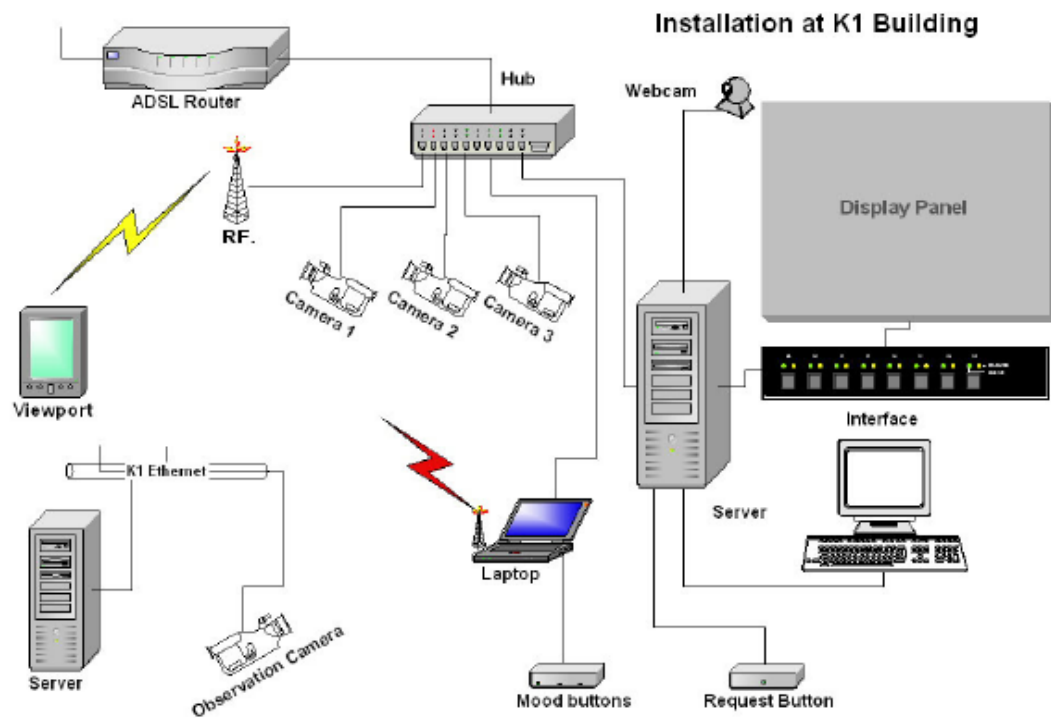 Installation at K1 Building
ADSL Router
Hub
Webcam
Display Panel
RF.
Camera 1
Camera 2
Camera 3
Viewport
Interface
K1 Ethernet
Server
Laptop
Observation Camera
Server
Mood buttons
Request Button